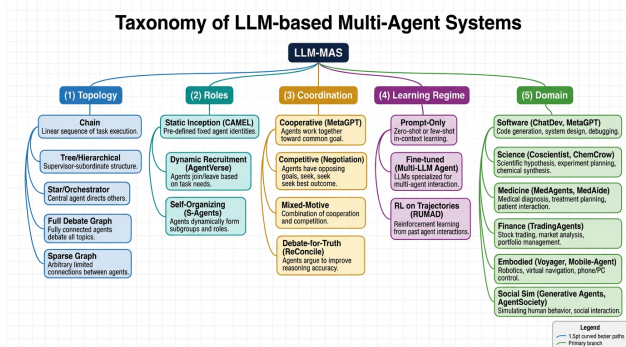 Taxonomy of LLM-based Multi-Agent Systems
LLM-MAS
(1) Topology
Chain
Linear sequence of task execution.
Tree/Hierarchical
Supervisor-subordinate structure.
Star/Orchestrator
Central agent directs others.
Full Debate Graph
Fully connected agents
debate all topics.
Sparse Graph
Arbitrary limited
connections between agents.
(2) Roles
Static Inception (CAMEL)
Pre-defined fixed agent identities.
Dynamic Recruitment
(AgentVerse)
Agents join/leave based
on task needs.
Self-Organizing
(S-Agents)
Agents dynamically form
subgroups and roles.
(3) Coordination
Cooperative (MetaGPT)
Agents work together
toward common goal.
Competitive (Negotiation)
Agents have opposing
goals, seek, seek
seek best outcome.
Mixed-Motive
Combination of cooperation
and competition.
Debate-for-Truth
(ReConcile)
Agents argue to improve
reasoning accuracy.
(4) Learning Regime
Prompt-Only
Zero-shot or few-shot
in-context learning.
Fine-tuned
(Multi-LLM Agent)
LLMs specialized for
multi-agent interaction.
RL on Trajectories
(RUMAD)
Reinforcement learning
from past agent interactions.
(5) Domain
Software (ChatDev, MetaGPT)
Code generation, system design, debugging.
Science (Coscientist, ChemCrow)
Scientific hypothesis, experiment planning,
chemical synthesis.
Medicine (MedAgents, MedAide)
Medical diagnosis, treatment planning,
patient interaction.
Finance (TradingAgents)
Stock trading, market analysis,
portfolio management.
Embodied (Voyager, Mobile-Agent)
Robotics, virtual navigation, phone/PC
control.
Social Sim (Generative Agents,
AgentSociety)
Simulating human behavior, social interaction.
Legend
1.5pt curved bezier paths
Primary branch